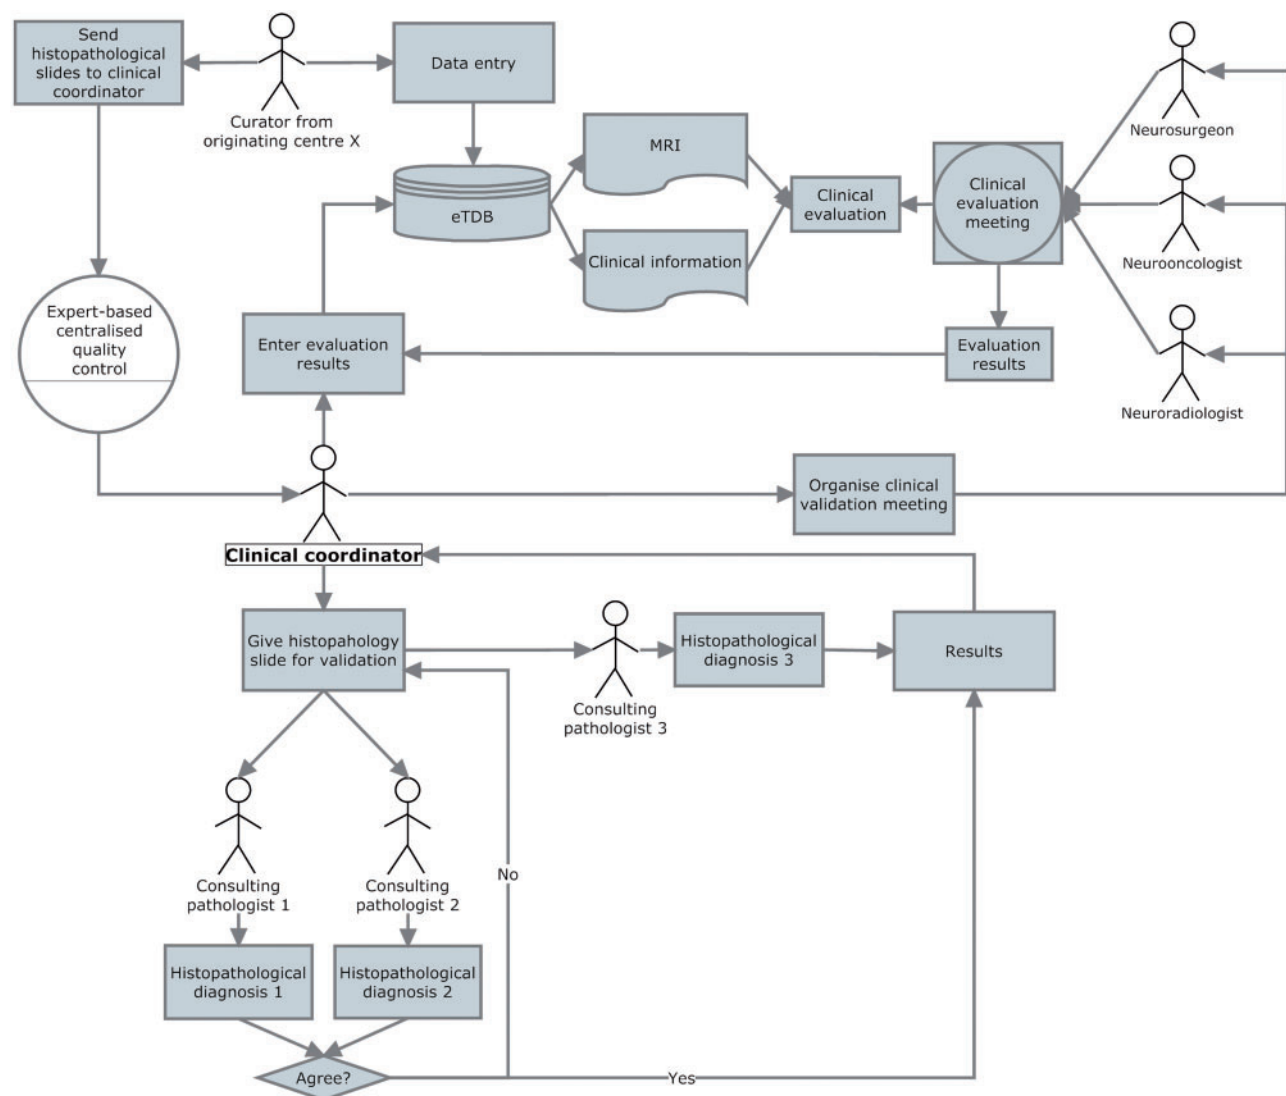 Send
histopathological
slides to clinical
coordinator
Curator from
originating centre X
Data entry
eTDB
MRI
Clinical information
Clinical
evaluation
Clinical
evaluation
meeting
Neurosurgeon
Neurooncologist
Neuroradiologist
Expert-based
centralised
quality
control
Enter evaluation
results
Evaluation
results
Organise clinical
validation meeting
Clinical coordinator
Give histopahology
slide for validation
Consulting
pathologist 3
Histopathological
diagnosis 3
Results
Consulting
pathologist 1
Consulting
pathologist 2
No
Histopathological
diagnosis 1
Histopathological
diagnosis 2
Agree?
Yes